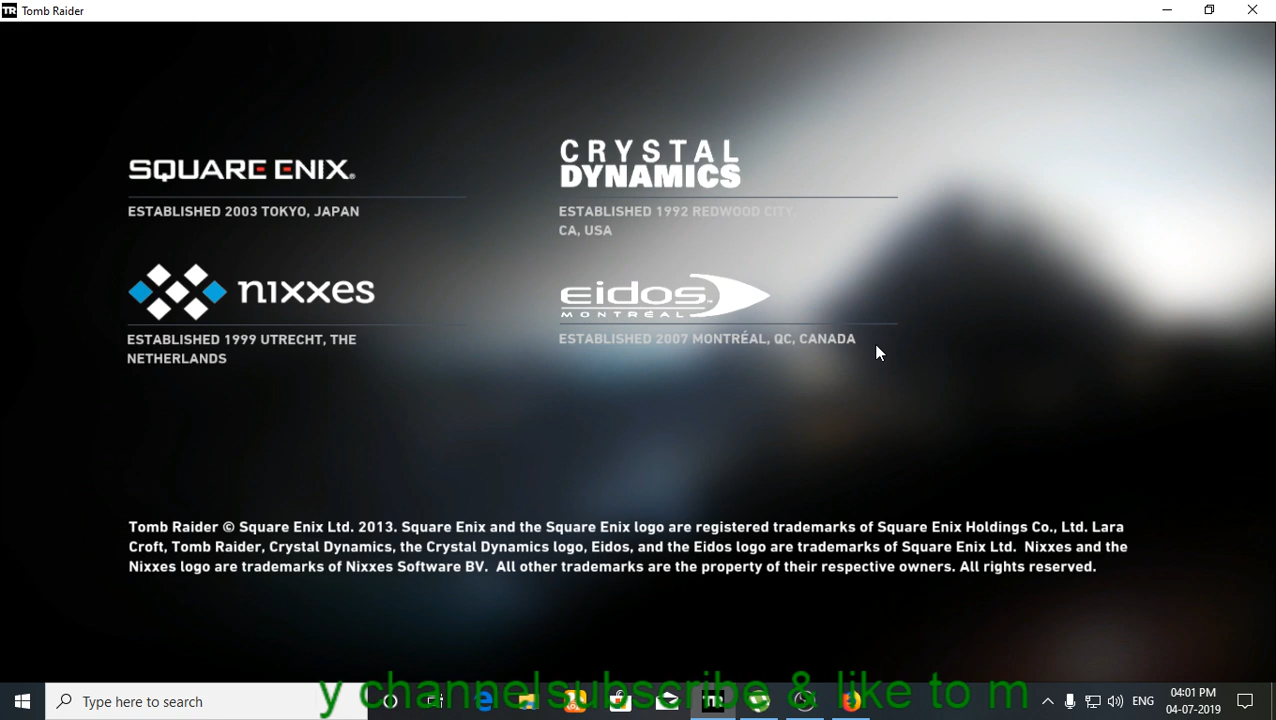 Tomb Raider
SQUARE ENIX®
ESTABLISHED 2003 TOKYO, JAPAN
CRYSTAL
DYNAMICS
ESTABLISHED 1992 REDWOOD CITY,
CA, USA
nixxes
ESTABLISHED 1999 UTRECHT, THE
NETHERLANDS
eidos™
MONTRÉAL
ESTABLISHED 2007 MONTRÉAL, QC, CANADA
Tomb Raider © Square Enix Ltd. 2013. Square Enix and the Square Enix logo are registered trademarks of Square Enix Holdings Co., Ltd. Lara
Croft, Tomb Raider, Crystal Dynamics, the Crystal Dynamics logo, Eidos, and the Eidos logo are trademarks of Square Enix Ltd. Nixxes and the
Nixxes logo are trademarks of Nixxes Software BV. All other trademarks are the property of their respective owners. All rights reserved.
y channelsubscribe & like to m
Type here to search
ENG
04:01 PM
04-07-2019